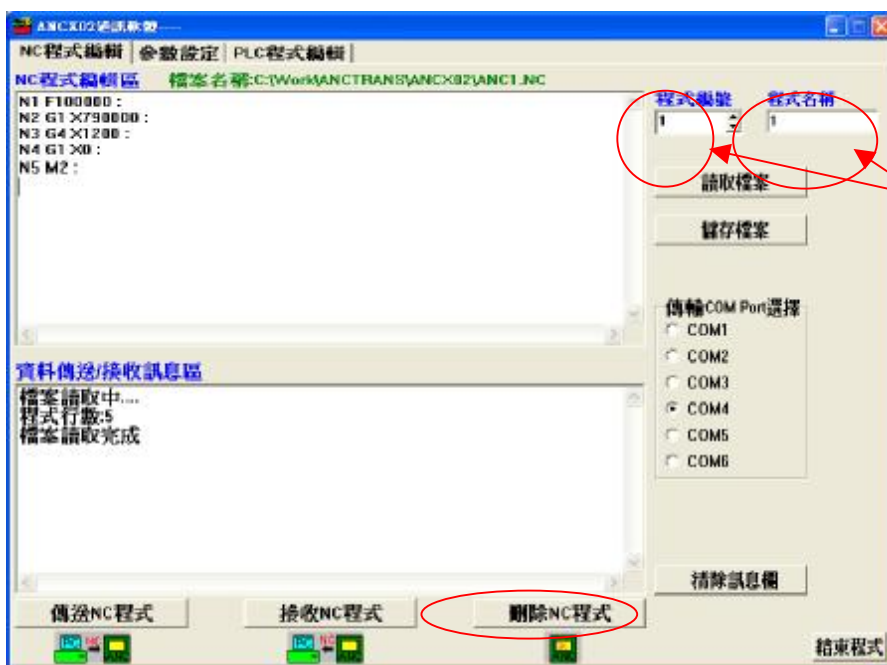 ANCX02通訊軟體-----
NC程式編輯 參數設定 PLC程式編輯
NC程式編輯區 檔案名稱:C:\Work\ANCTRANS\ANCX02\ANC1.NC
程式編號 程式名稱
N1 F100000 :
N2 G1 X790000 :
N3 G4 X1200 :
N4 G1 X0 :
N5 M2 :
1 1
讀取檔案
儲存檔案
傳輸COM Port選擇
COM1
COM2
COM3
COM4
COM5
COM6
資料傳送/接收訊息區
檔案讀取中....
程式行數:5
檔案讀取完成
清除訊息欄
傳送NC程式 接收NC程式 刪除NC程式
PC NC PC NC
結束程式